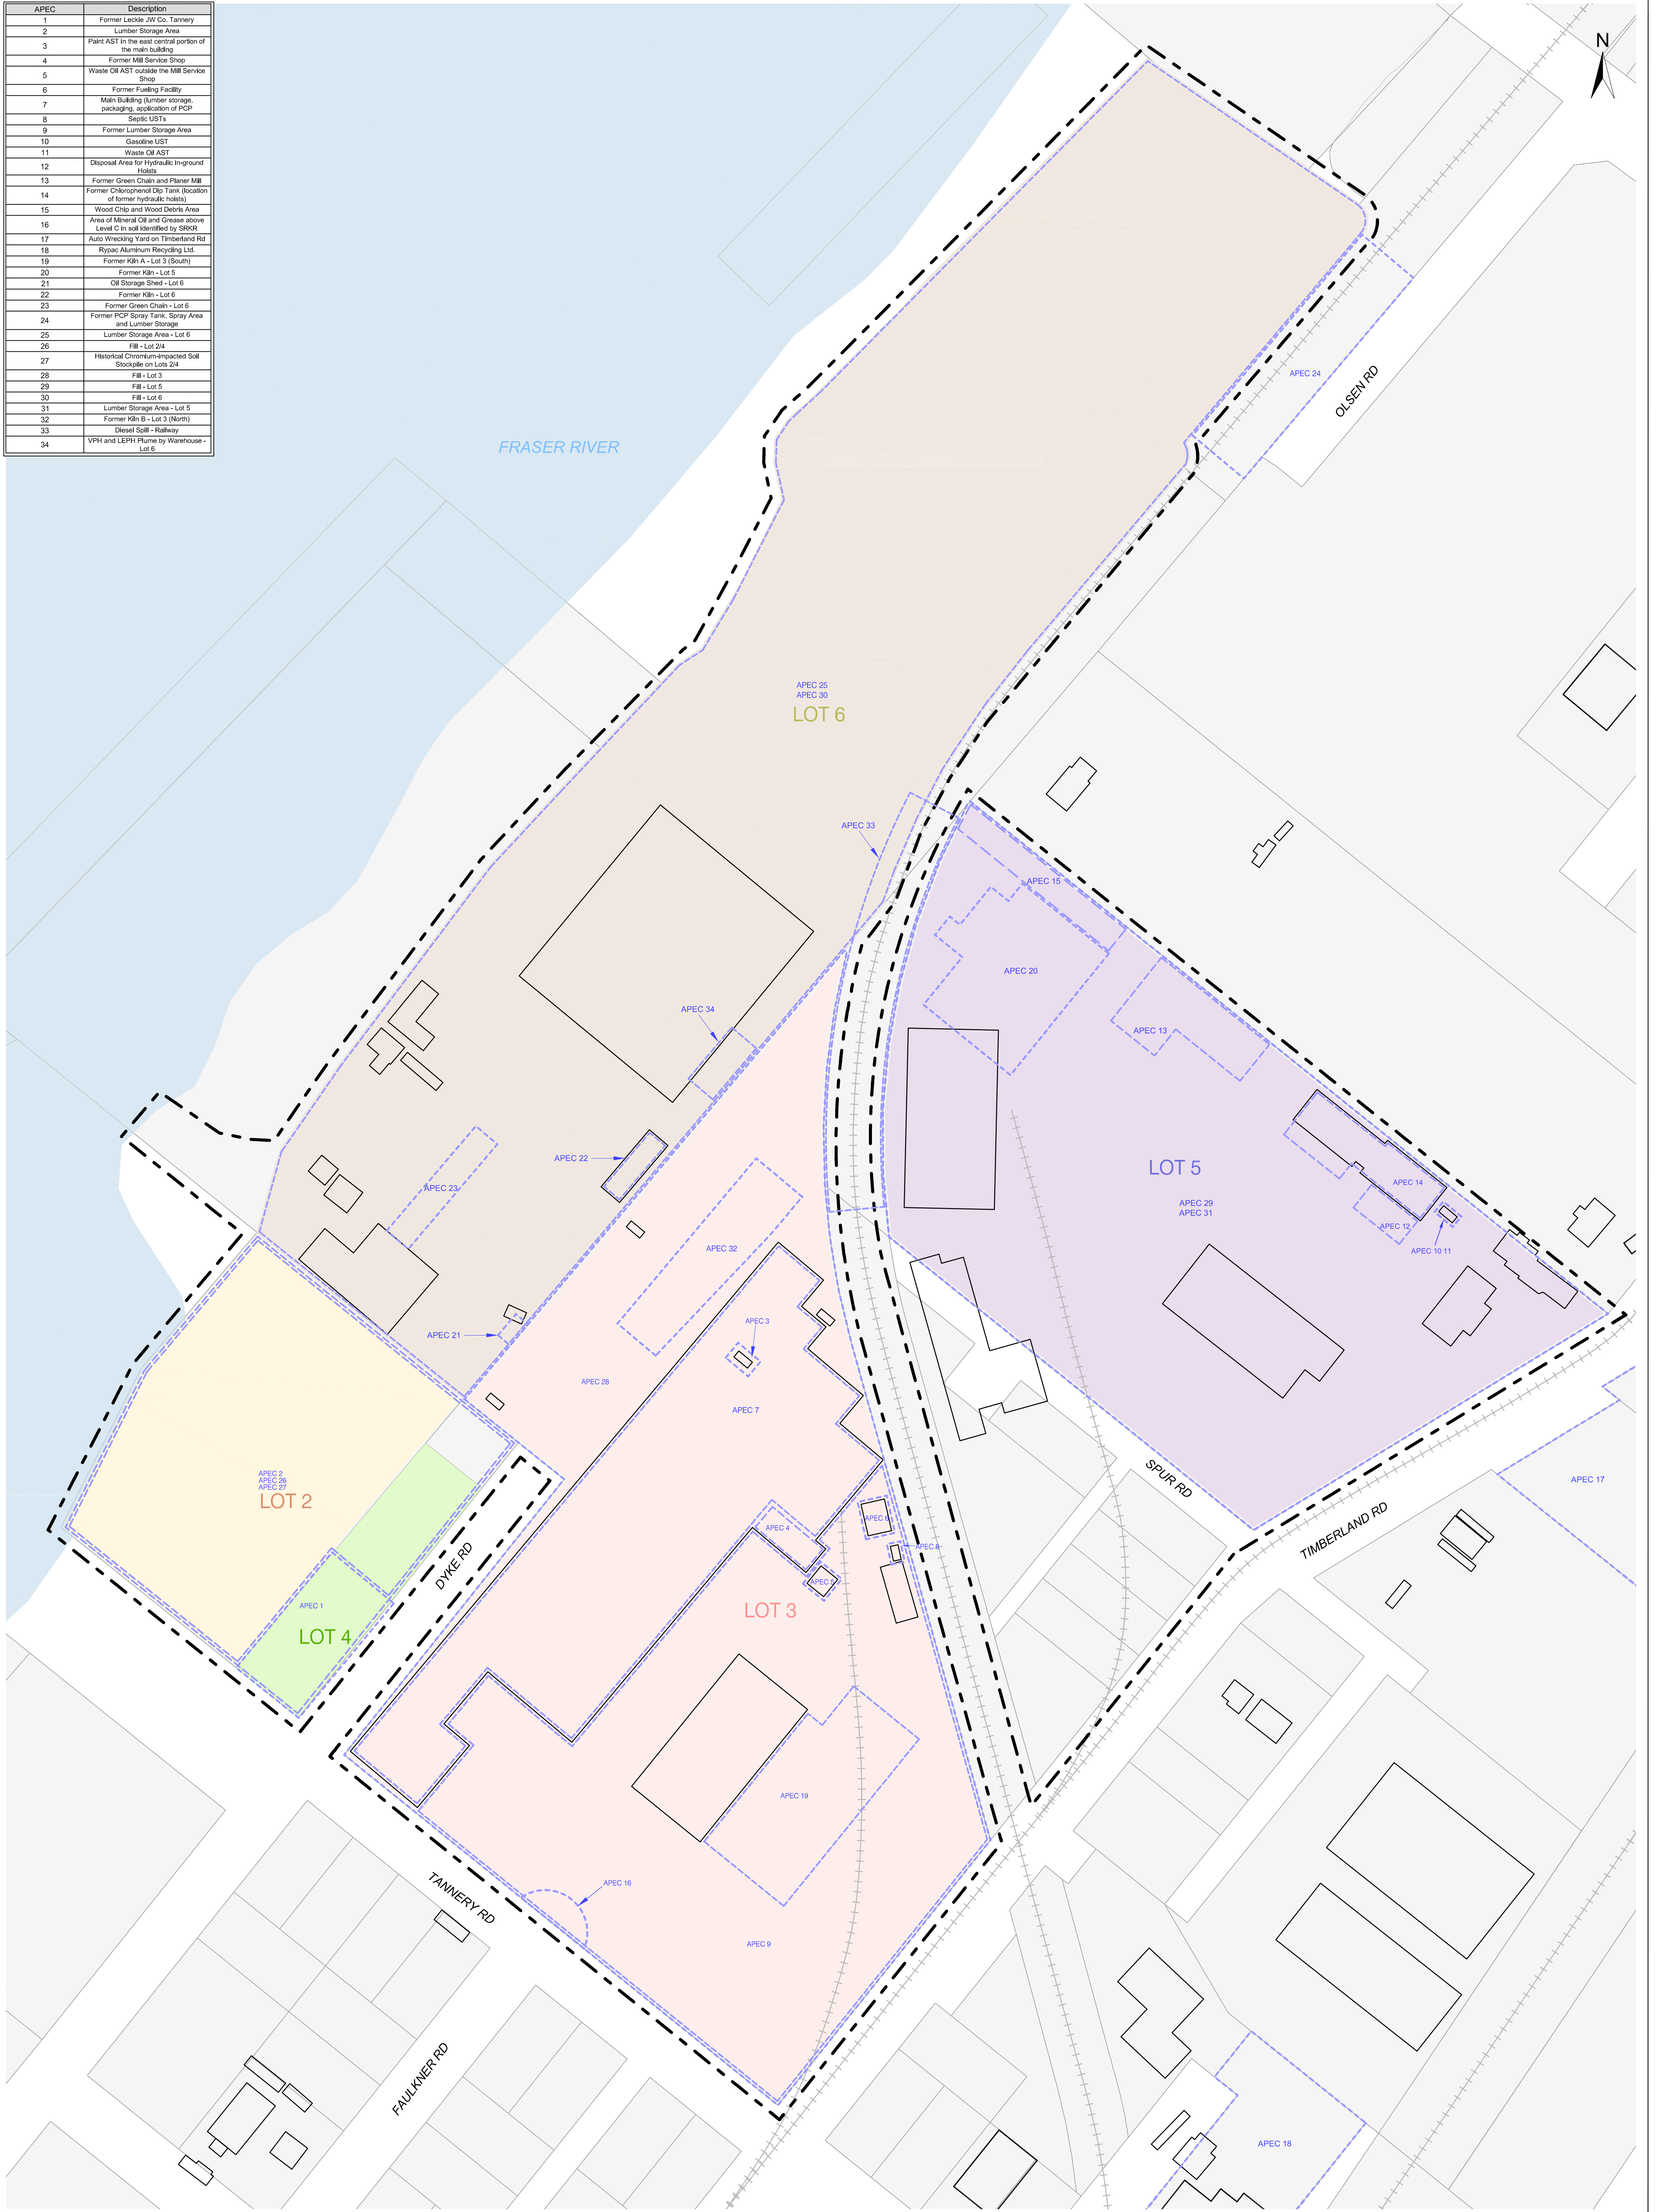 APEC Description
1 Former Leckie JW Co. Tannery
2 Lumber Storage Area
3 Paint AST in the east central portion of
the main building
4 Former Mill Service Shop
5 Waste Oil AST outside the Mill Service
Shop
6 Former Fueling Facility
7 Main Building (lumber storage,
packaging, application of PCP
8 Septic USTs
9 Former Lumber Storage Area
10 Gasoline UST
11 Waste Oil AST
12 Disposal Area for Hydraulic In-ground
Hoists
13 Former Green Chain and Planer Mill
14 Former Chlorophenol Dip Tank (location
of former hydraulic hoists)
15 Wood Chip and Wood Debris Area
16 Area of Mineral Oil and Grease above
Level C in soil Identified by SRKR
17 Auto Wrecking Yard on Timberland Rd
18 Rypac Aluminum Recycling Ltd.
19 Former Kiln A - Lot 3 (South)
20 Former Kiln - Lot 5
21 Oil Storage Shed - Lot 6
22 Former Kiln - Lot 6
23 Former Green Chain - Lot 6
24 Former PCP Spray Tank, Spray Area
and Lumber Storage
25 Lumber Storage Area - Lot 6
26 Fill - Lot 2/4
27 Historical Chromium-impacted Soil
Stockpile on Lots 2/4
28 Fill - Lot 3
29 Fill - Lot 5
30 Fill - Lot 6
31 Lumber Storage Area - Lot 5
32 Former Kiln B - Lot 3 (North)
33 Diesel Spill - Railway
34 VPH and LEPH Plume by Warehouse -
Lot 6
N
APEC 24
OLSEN RD
FRASER RIVER
APEC 25
APEC 30
LOT 6
APEC 33
APEC 15
APEC 20
APEC 34
APEC 13
APEC 22
LOT 5
APEC 23
APEC 14
APEC 29
APEC 31
APEC 12
APEC 10 11
APEC 32
APEC 3
APEC 21
APEC 28
APEC 7
APEC 2
APEC 26
APEC 27
LOT 2
SPUR RD
APEC 17
TIMBERLAND RD
APEC 6
APEC 4
APEC 8
DYKE RD
APEC 5
APEC 1
LOT 3
LOT 4
APEC 19
APEC 16
TANNERY RD
APEC 9
FAULKNER RD
APEC 18